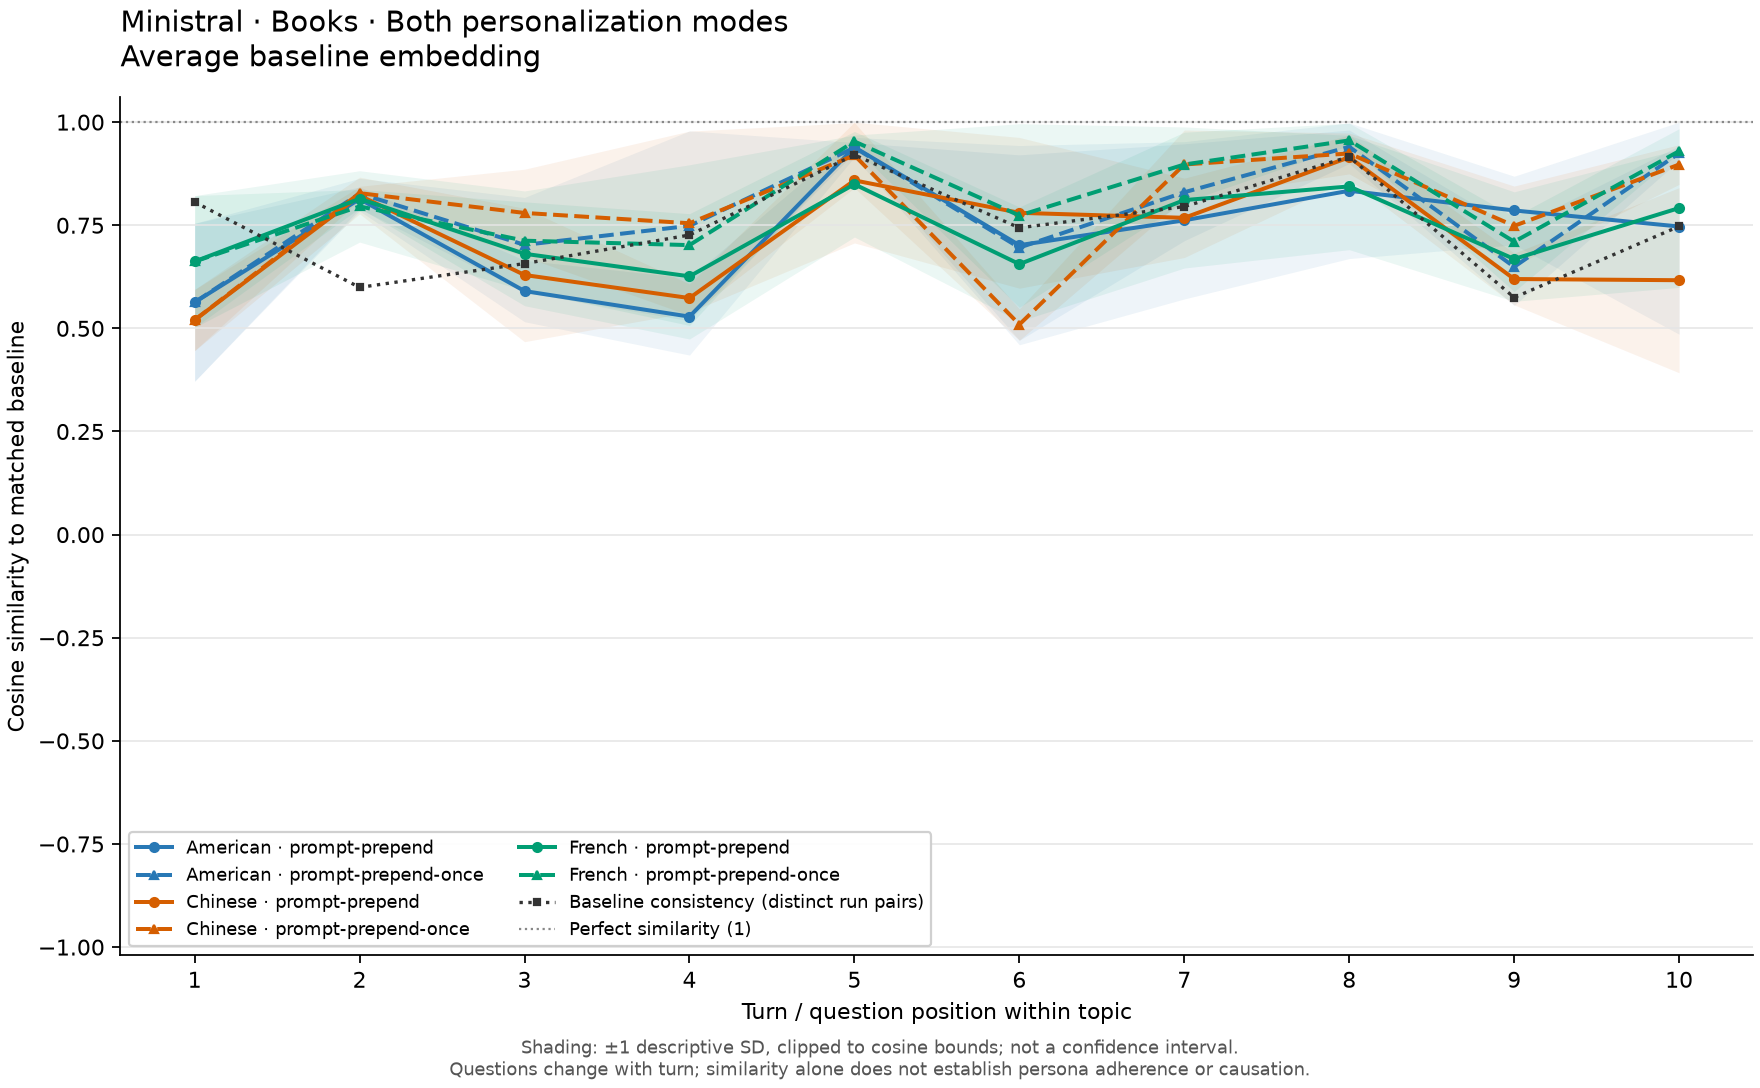 Ministral · Books · Both personalization modes
Average baseline embedding
Cosine similarity to matched baseline
1.00
0.75
0.50
0.25
0.00
−0.25
−0.50
−0.75
−1.00
American · prompt-prepend
American · prompt-prepend-once
Chinese · prompt-prepend
Chinese · prompt-prepend-once
French · prompt-prepend
French · prompt-prepend-once
Baseline consistency (distinct run pairs)
Perfect similarity (1)
1 2 3 4 5 6 7 8 9 10
Turn / question position within topic
Shading: ±1 descriptive SD, clipped to cosine bounds; not a confidence interval.
Questions change with turn; similarity alone does not establish persona adherence or causation.